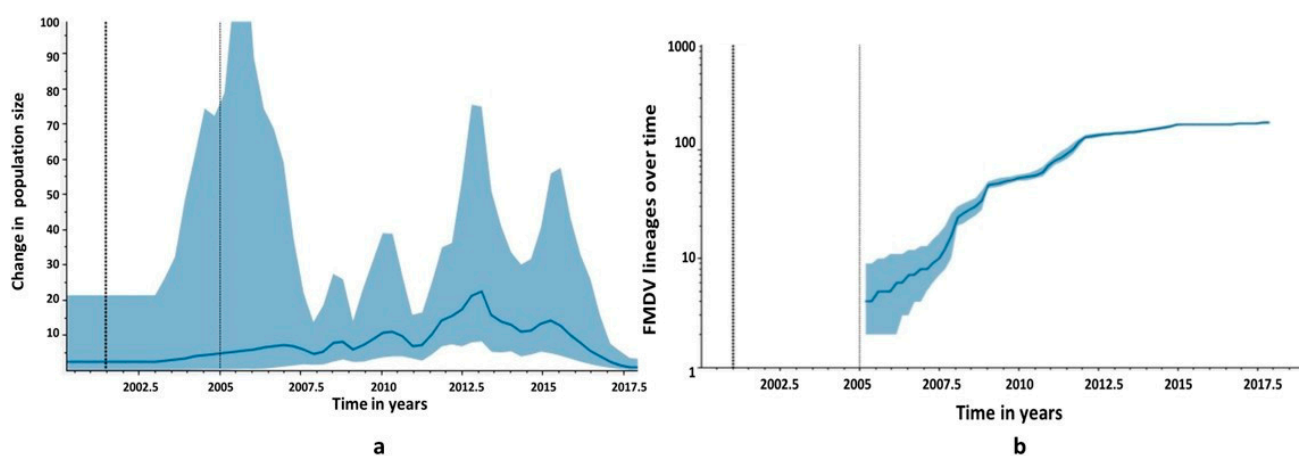 Change in population size
100
90
80
70
60
50
40
30
20
10
2002.5 2005 2007.5 2010 2012.5 2015 2017.5
Time in years
a
FMDV lineages over time
1000
100
10
1
2002.5 2005 2007.5 2010 2012.5 2015 2017.5
Time in years
b